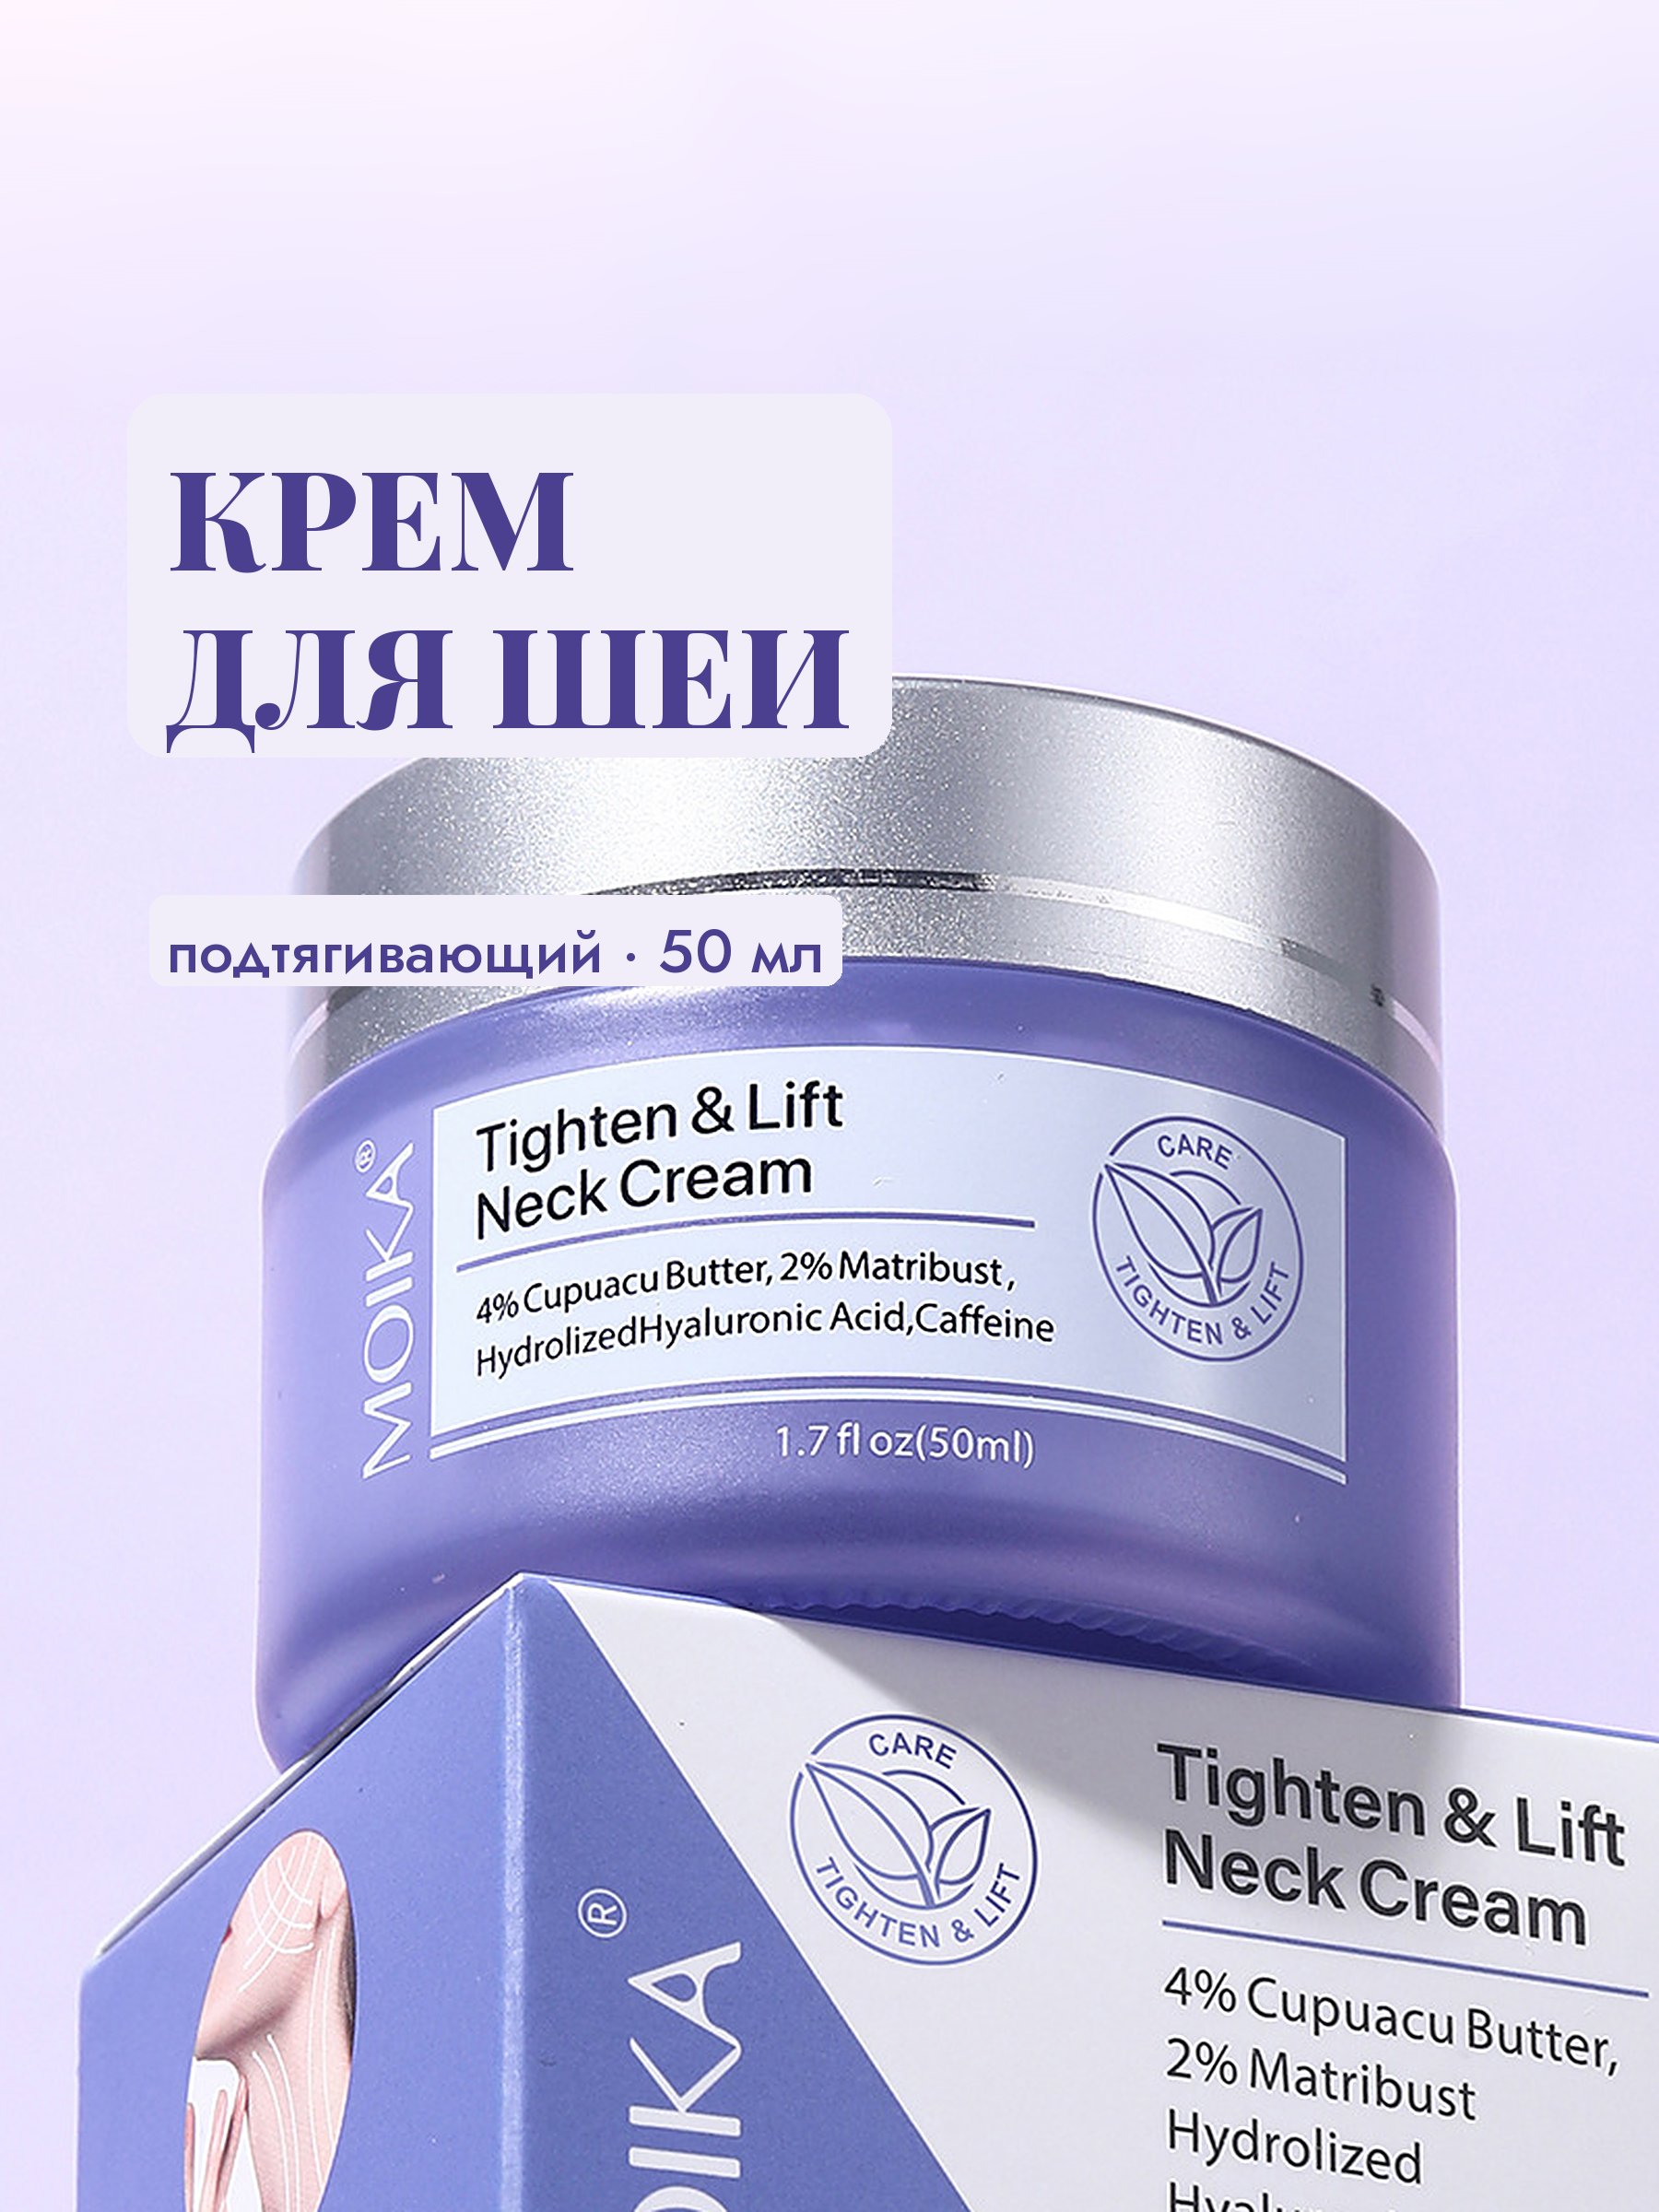 КРЕМ
ДЛЯ ШЕИ
подтягивающий · 50 мл
MOIKA®
Tighten & Lift
Neck Cream
4% Cupuacu Butter, 2% Matribust,
HydrolizedHyaluronic Acid,Caffeine
CARE
TIGHTEN & LIFT
1.7 fl oz(50ml)
CARE
TIGHTEN & LIFT
®
OIKA
Tighten & Lift
Neck Cream
4% Cupuacu Butter,
2% Matribust
Hydrolized